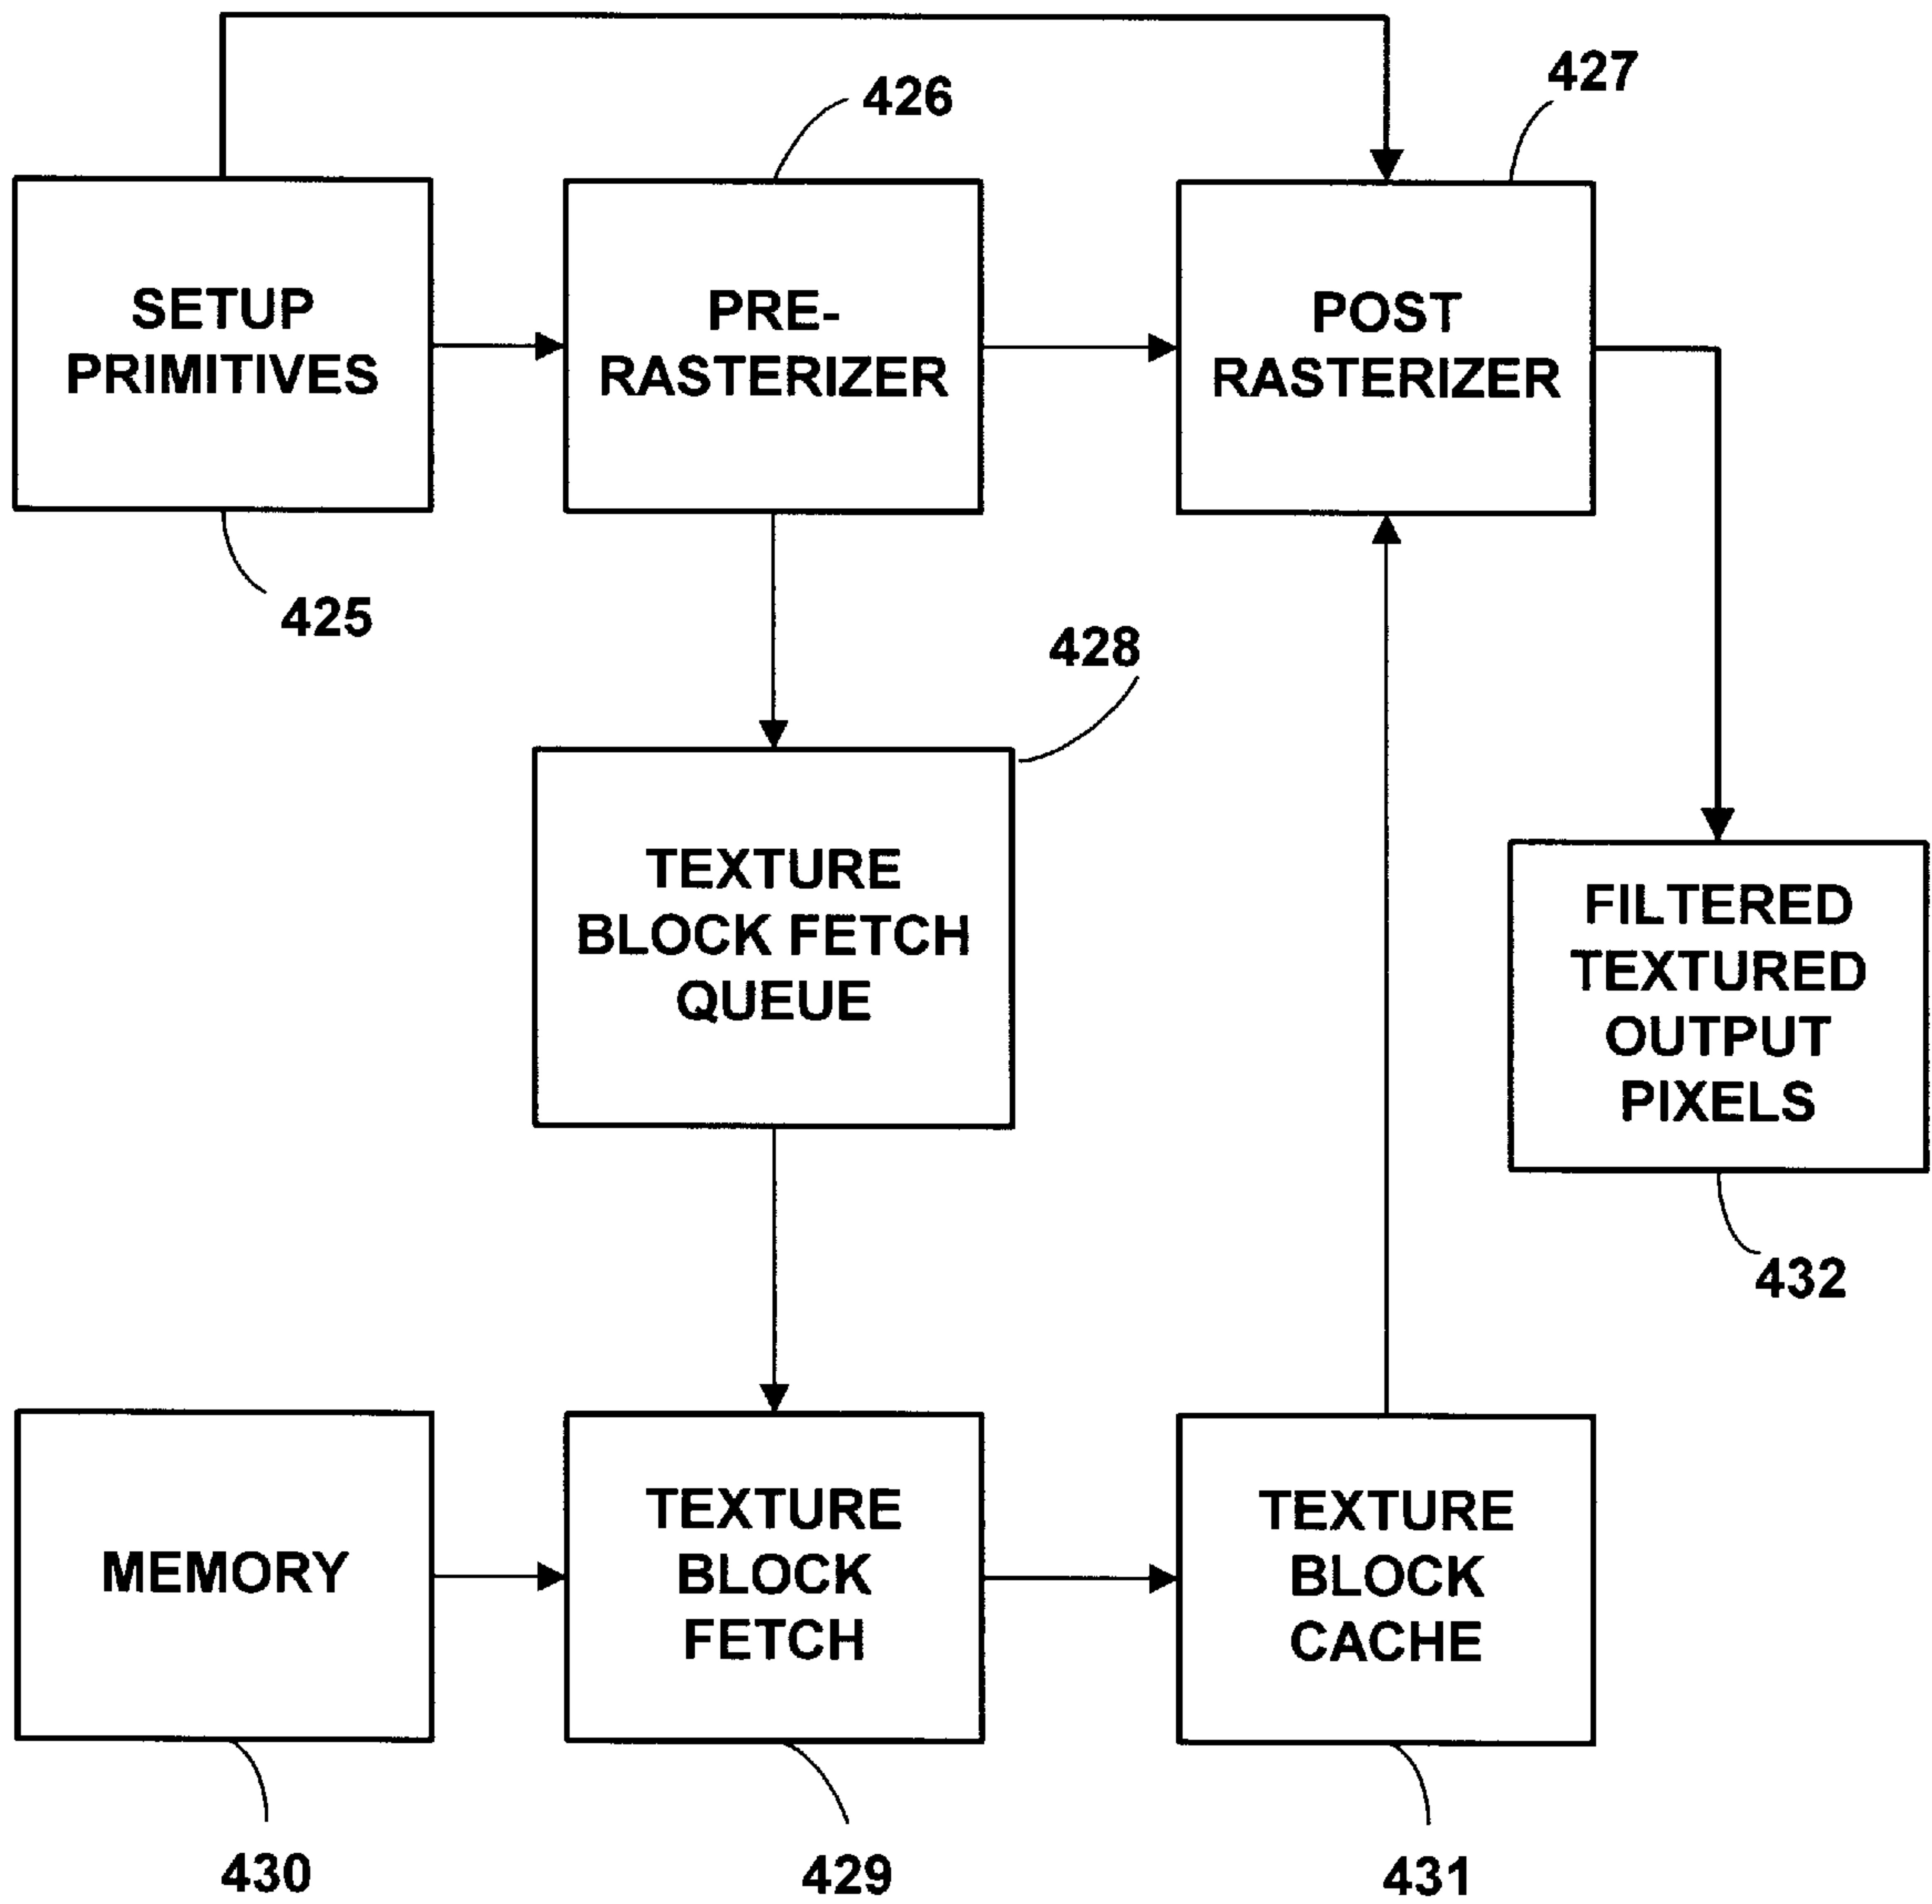 426
427
SETUP
PRIMITIVES
PRE-
RASTERIZER
POST
RASTERIZER
425
428
TEXTURE
BLOCK FETCH
QUEUE
FILTERED
TEXTURED
OUTPUT
PIXELS
432
MEMORY
TEXTURE
BLOCK
FETCH
TEXTURE
BLOCK
CACHE
430
429
431